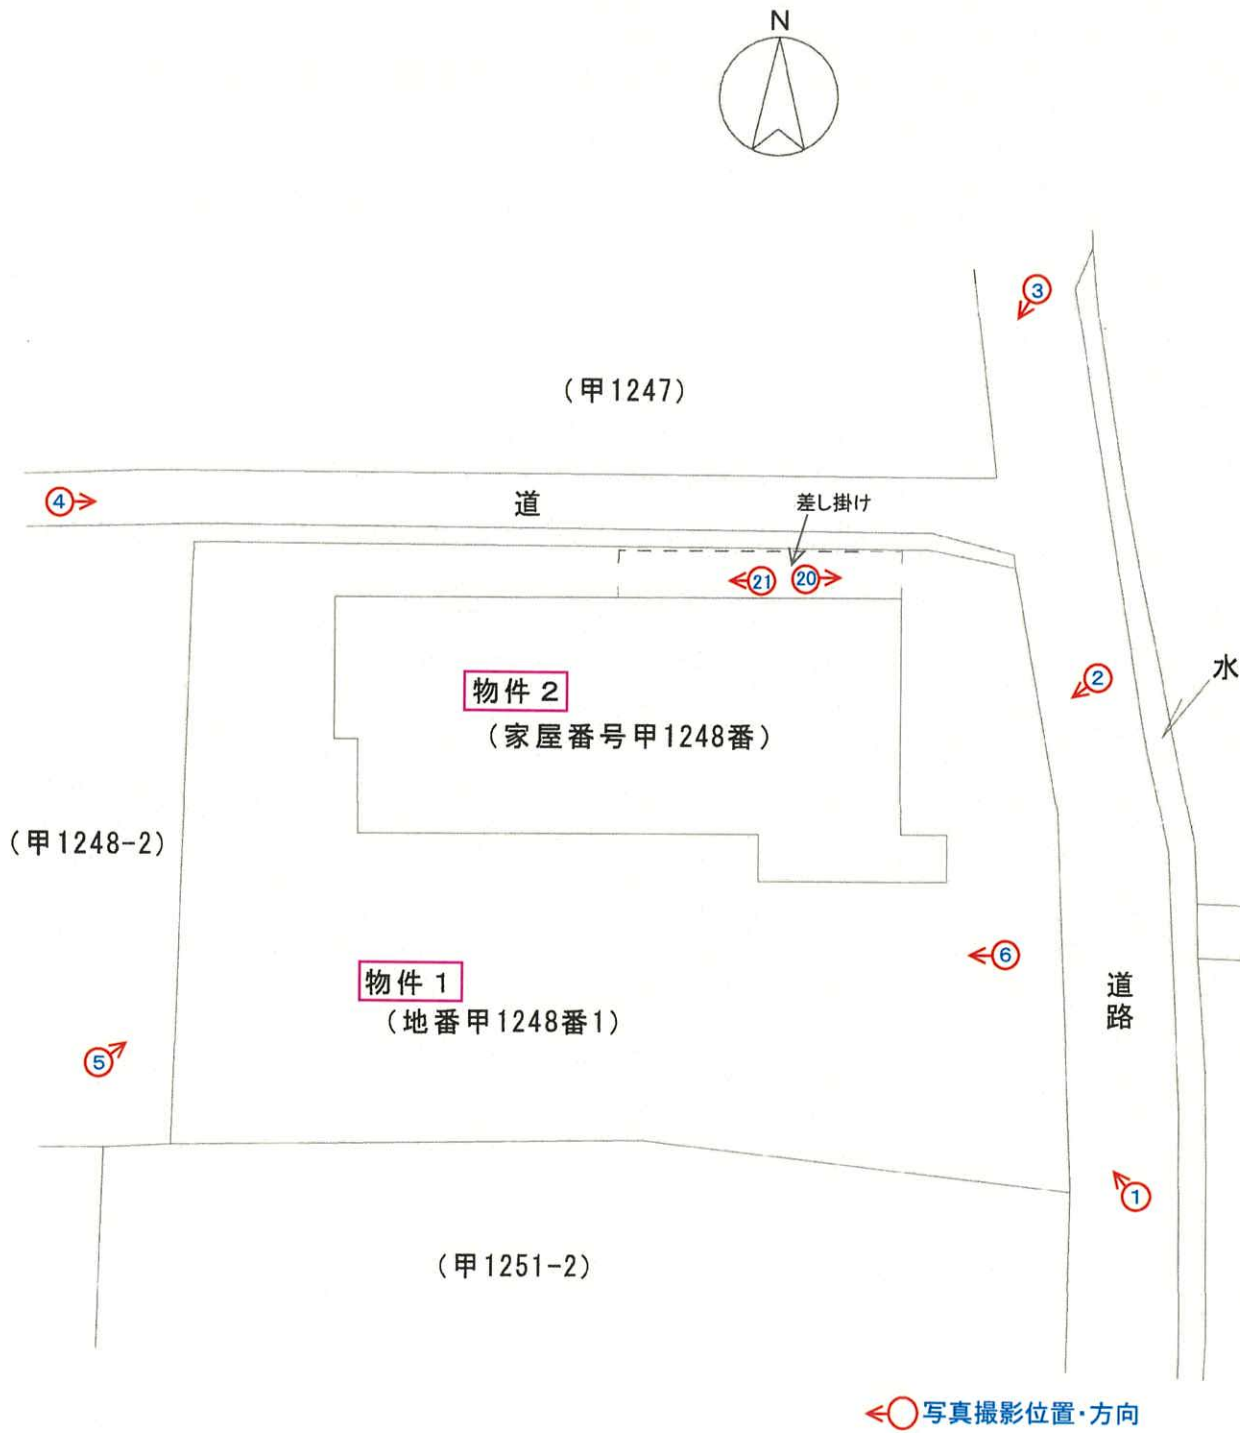 N
③
(甲1247)
④
道
差し掛け
㉑
⑳
②
水
物件2
(家屋番号甲1248番)
(甲1248-2)
⑥
物件1
(地番甲1248番1)
道路
⑤
①
(甲1251-2)
写真撮影位置・方向